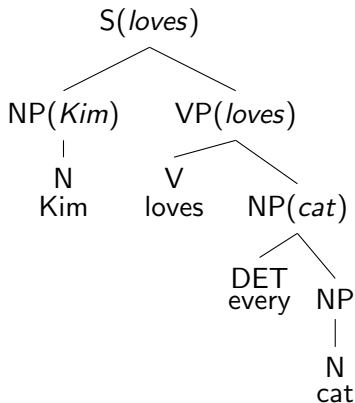 S(loves)
NP(Kim) VP(loves)
N V NP(cat)
Kim loves
DET NP
every
N
cat